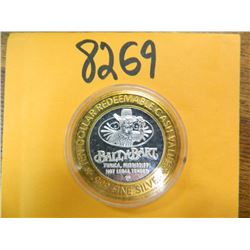 8269
TEN DOLLAR REDEEMABLE CASH VALUE
BALLY'S
TUNICA, MISSISSIPPI
NOT LEGAL TENDER
.999 FINE SILVER